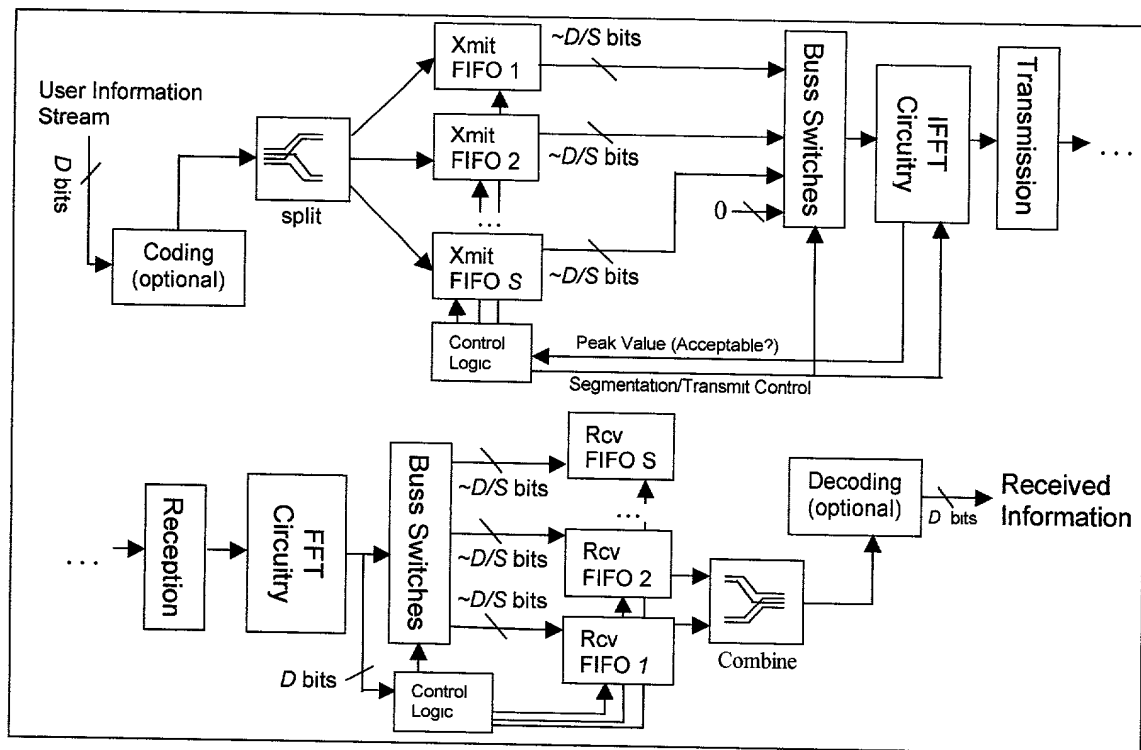 User Information
Stream
D bits
Coding
(optional)
split
Xmit
FIFO 1
Xmit
FIFO 2
...
Xmit
FIFO S
Control
Logic
~D/S bits
~D/S bits
~D/S bits
0
Buss Switches
IFFT
Circuitry
Transmission
...
Peak Value (Acceptable?)
Segmentation/Transmit Control
...
Reception
FFT
Circuitry
D bits
Buss Switches
Control
Logic
~D/S bits
~D/S bits
~D/S bits
Rcv
FIFO S
...
Rcv
FIFO 2
Rcv
FIFO 1
Combine
Decoding
(optional)
D bits
Received
Information